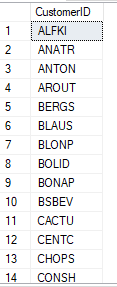 CustomerID
1 ALFKI
2 ANATR
3 ANTON
4 AROUT
5 BERGS
6 BLAUS
7 BLONP
8 BOLID
9 BONAP
10 BSBEV
11 CACTU
12 CENTC
13 CHOPS
14 CONSH